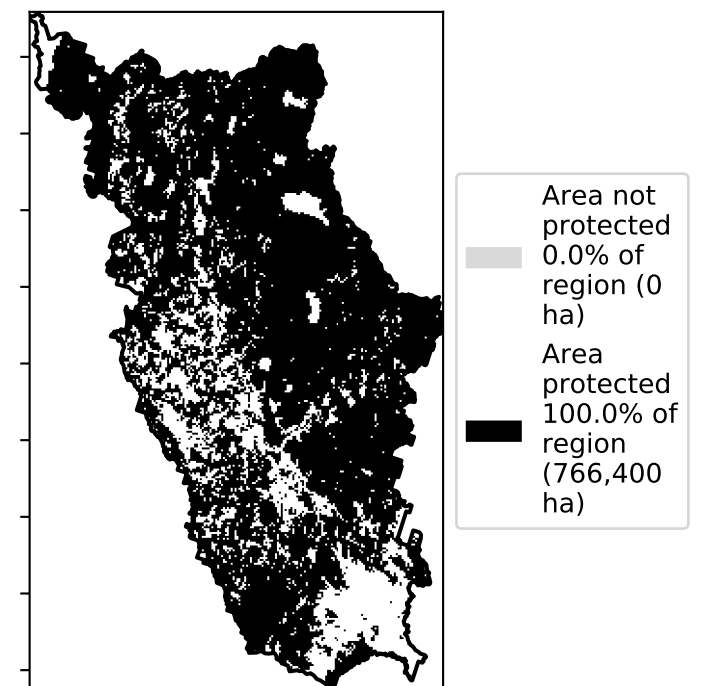 Area not
protected
0.0% of
region (0
ha)
Area
protected
100.0% of
region
(766,400
ha)